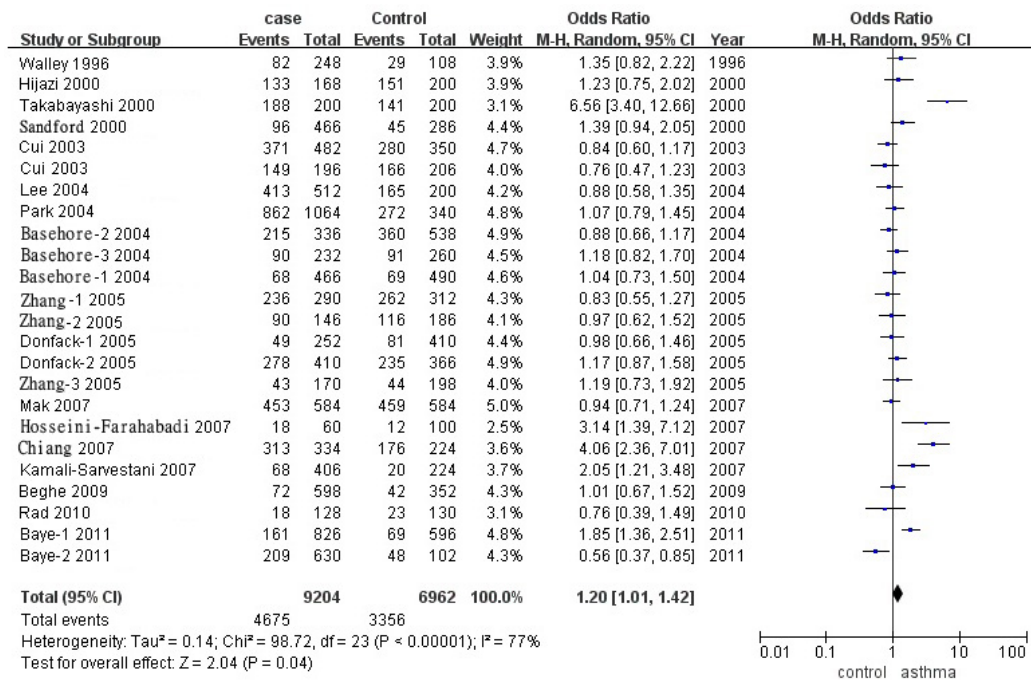 case Control Odds Ratio Odds Ratio
Study or Subgroup Events Total Events Total Weight M-H, Random, 95% CI Year M-H, Random, 95% CI
Walley 1996 82 248 29 108 3.9% 1.35 [0.82, 2.22] 1996
Hijazi 2000 133 168 151 200 3.9% 1.23 [0.75, 2.02] 2000
Takabayashi 2000 188 200 141 200 3.1% 6.56 [3.40, 12.66] 2000
Sandford 2000 96 466 45 286 4.4% 1.39 [0.94, 2.05] 2000
Cui 2003 371 482 280 350 4.6% 0.84 [0.60, 1.17] 2003
Cui 2003 149 196 166 206 4.0% 0.76 [0.47, 1.23] 2003
Lee 2004 413 512 165 200 4.2% 0.88 [0.58, 1.35] 2004
Park 2004 862 1064 272 340 4.8% 1.07 [0.79, 1.45] 2004
Basehore-2 2004 215 336 360 538 4.9% 0.88 [0.66, 1.17] 2004
Basehore-3 2004 90 232 91 260 4.5% 1.18 [0.82, 1.70] 2004
Basehore-1 2004 68 466 69 490 4.6% 1.04 [0.73, 1.50] 2004
Zhang-1 2005 236 290 262 312 4.3% 0.83 [0.55, 1.27] 2005
Zhang-2 2005 90 146 116 186 4.1% 0.97 [0.62, 1.52] 2005
Donfack-1 2005 49 252 81 410 4.4% 0.98 [0.66, 1.46] 2005
Donfack-2 2005 278 410 235 366 4.9% 1.17 [0.87, 1.58] 2005
Zhang-3 2005 43 170 44 198 4.0% 1.19 [0.73, 1.92] 2005
Mak 2007 453 584 459 584 5.0% 0.94 [0.71, 1.24] 2007
Hosseini-Farahabadi 2007 18 60 12 100 2.5% 3.14 [1.39, 7.12] 2007
Chiang 2007 313 334 176 224 3.6% 4.06 [2.36, 7.01] 2007
Kamali-Sarvestani 2007 68 406 20 224 3.7% 2.05 [1.21, 3.48] 2007
Beghe 2009 72 598 42 352 4.3% 1.01 [0.67, 1.52] 2009
Rad 2010 18 128 23 130 3.1% 0.76 [0.39, 1.49] 2010
Baye-1 2011 161 826 69 596 4.8% 1.85 [1.36, 2.51] 2011
Baye-2 2011 209 630 48 102 4.3% 0.56 [0.37, 0.85] 2011
Total (95% CI) 9204 6962 100.0% 1.20 [1.01, 1.42]
Total events 4675 3356
Heterogeneity: Tau² = 0.14; Chi² = 98.72, df = 23 (P < 0.00001); I² = 77%
Test for overall effect: Z = 2.04 (P = 0.04)
0.01 0.1 1 10 100
control asthma